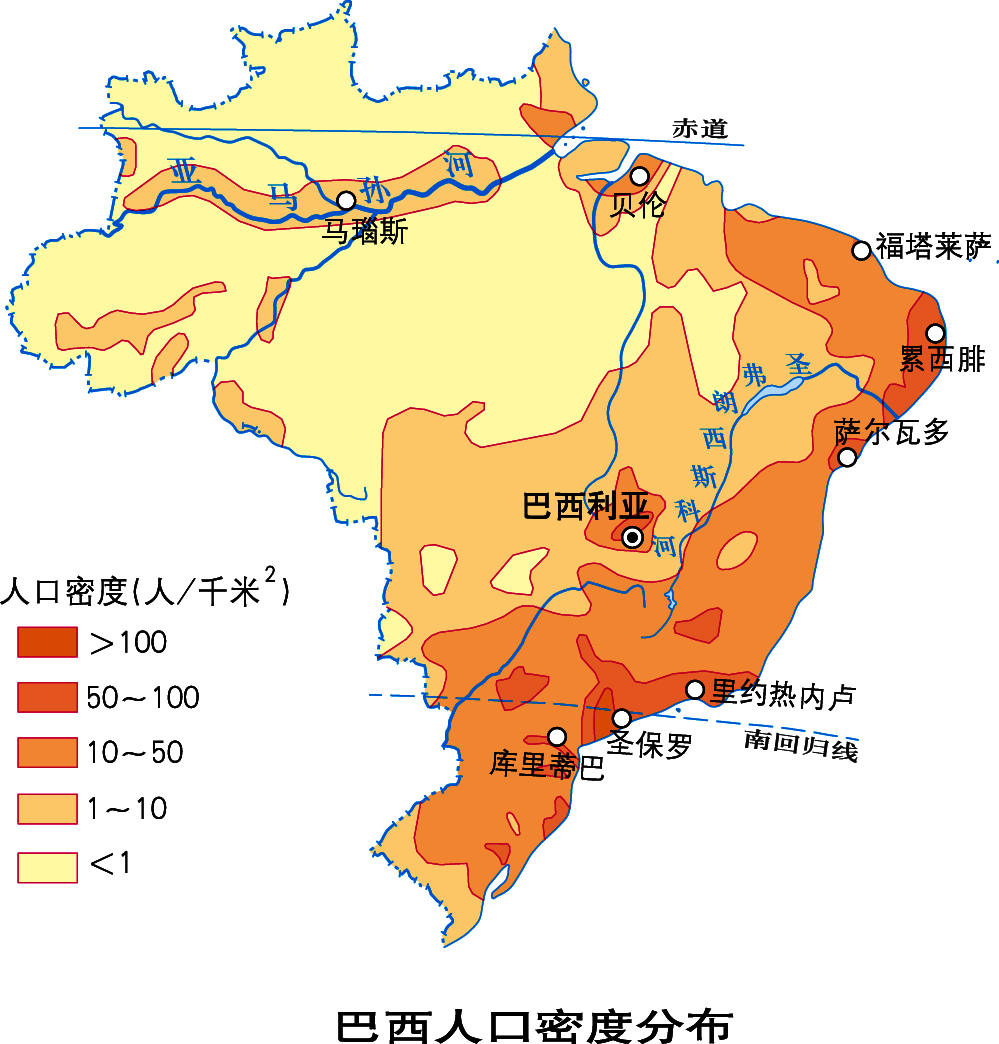 赤道
亚马孙河
马瑙斯
贝伦
福塔莱萨
累西腓
圣弗朗西斯科河
萨尔瓦多
巴西利亚
人口密度(人/千米²)
>100
50~100
10~50
1~10
<1
里约热内卢
圣保罗
南回归线
库里蒂巴
巴西人口密度分布